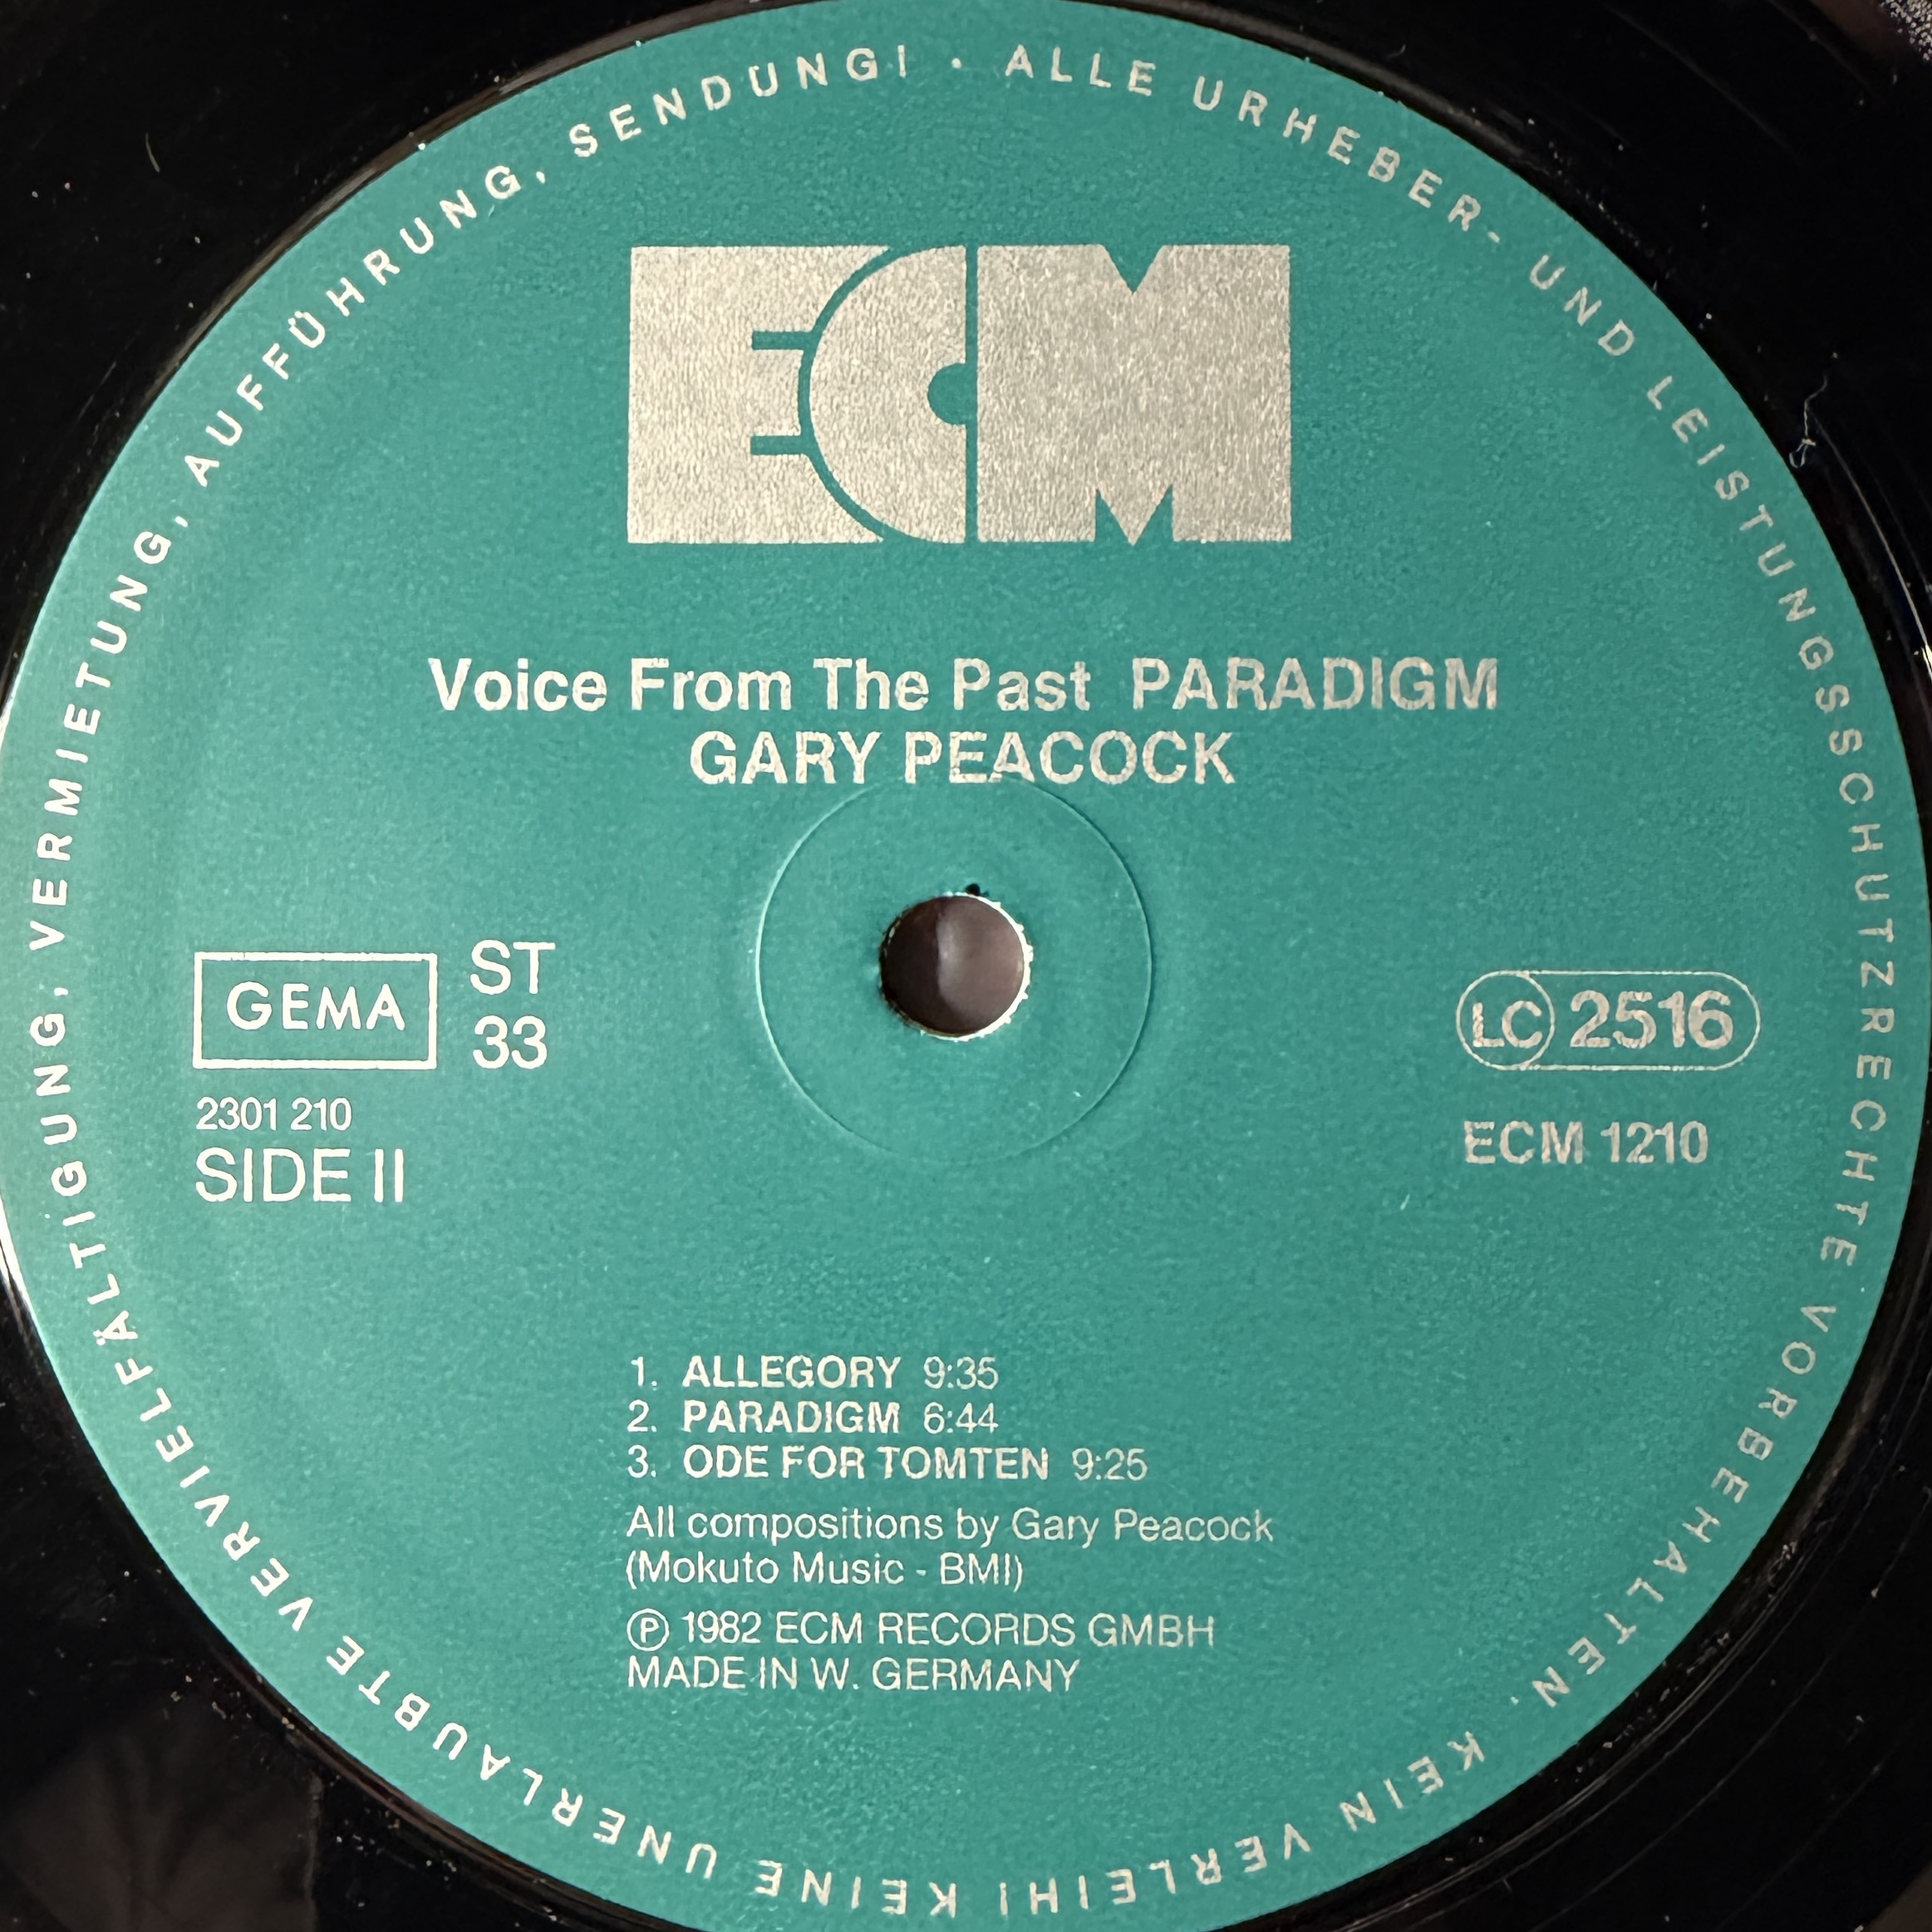 ALLE URHEBER- UND LEISTUNGSSCHUTZRECHTE VORBEHALTEN · KEIN VERLEIH! KEINE UNERLAUBTE VERVIELFÄLTIGUNG, VERMIETUNG, AUFFÜHRUNG, SENDUNG! ·
ECM
Voice From The Past PARADIGM
GARY PEACOCK
GEMA
ST
33
2301 210
SIDE II
LC 2516
ECM 1210
1. ALLEGORY 9:35
2. PARADIGM 6:44
3. ODE FOR TOMTEN 9:25
All compositions by Gary Peacock
(Mokuto Music - BMI)
Ⓟ 1982 ECM RECORDS GMBH
MADE IN W. GERMANY